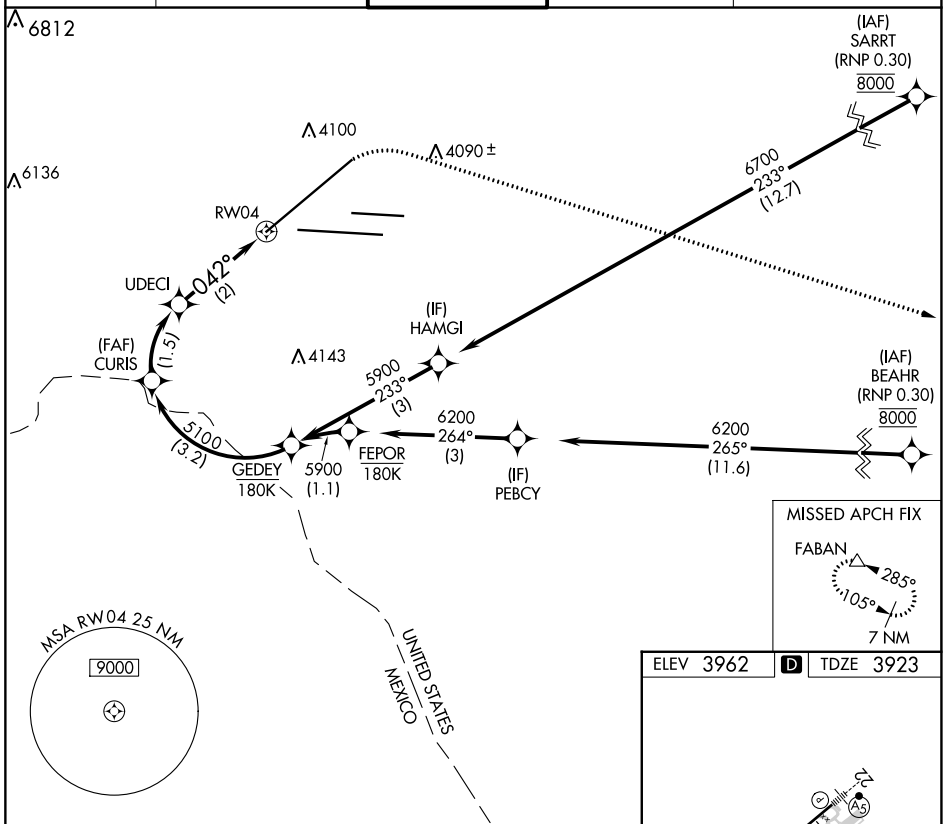 6812
(IAF)
SARRT
(RNP 0.30)
8000
4100
4090 ±
6136
6700
233°
(12.7)
RW04
UDECI
042°
(2)
(IF)
HAMGI
(FAF)
CURIS
(1.5)
4143
5900
233°
(3)
(IAF)
BEAHR
(RNP 0.30)
8000
5100
(3.2)
6200
264°
(3)
6200
265°
(11.6)
GEDEY
180K
5900
(1.1)
FEPOR
180K
(IF)
PEBCY
MISSED APCH FIX
FABAN
285°
105°
7 NM
MSA RW04 25 NM
9000
UNITED STATES
MEXICO
ELEV 3962
D
TDZE 3923
22
P
A5